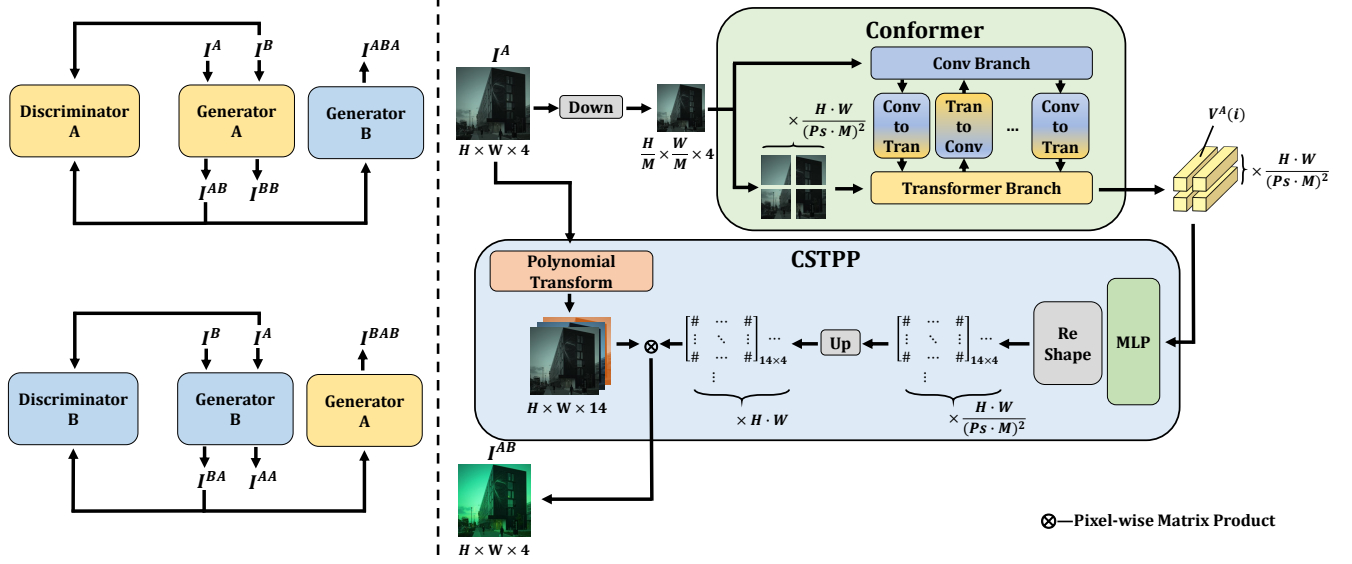 I^A I^B I^ABA
Discriminator
A
Generator
A
Generator
B
I^AB I^BB
I^B I^A I^BAB
Discriminator
B
Generator
B
Generator
A
I^BA I^AA
I^A
H × W × 4
Down
H/M × W/M × 4
Conformer
Conv Branch
× H · W/(Ps · M)^2
Conv
to
Tran
Tran
to
Conv
...
Conv
to
Tran
Transformer Branch
V^A(i)
} × H · W/(Ps · M)^2
CSTPP
Polynomial
Transform
H × W × 14
⊗
[# ⋯ #
⋮ ⋱ ⋮
# ⋯ #]14×4 ⋯
⋮
× H · W
Up
[# ⋯ #
⋮ ⋱ ⋮
# ⋯ #]14×4 ⋯
⋮
× H · W/(Ps · M)^2
Re
Shape
MLP
I^AB
H × W × 4
⊗—Pixel-wise Matrix Product